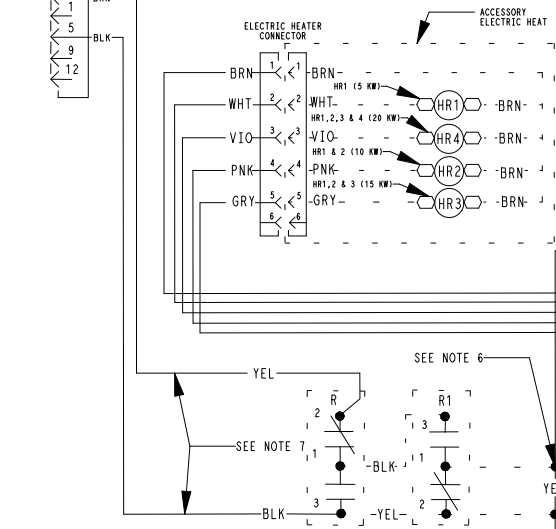 1
5
BLK
9
12
ACCESSORY
ELECTRIC HEAT
ELECTRIC HEATER
CONNECTOR
BRN 1 1 BRN
HR1 (5 KW)
WHT 2 2 WHT HR1 BRN
HR1,2,3 & 4 (20 KW)
VIO 3 3 VIO HR4 BRN
HR1 & 2 (10 KW)
PNK 4 4 PNK HR2 BRN
HR1,2 & 3 (15 KW)
GRY 5 5 GRY HR3 BRN
6 6
SEE NOTE 6
YEL
R R1
2 3
SEE NOTE 7
1 1
BLK
YE
3 2
BLK YEL